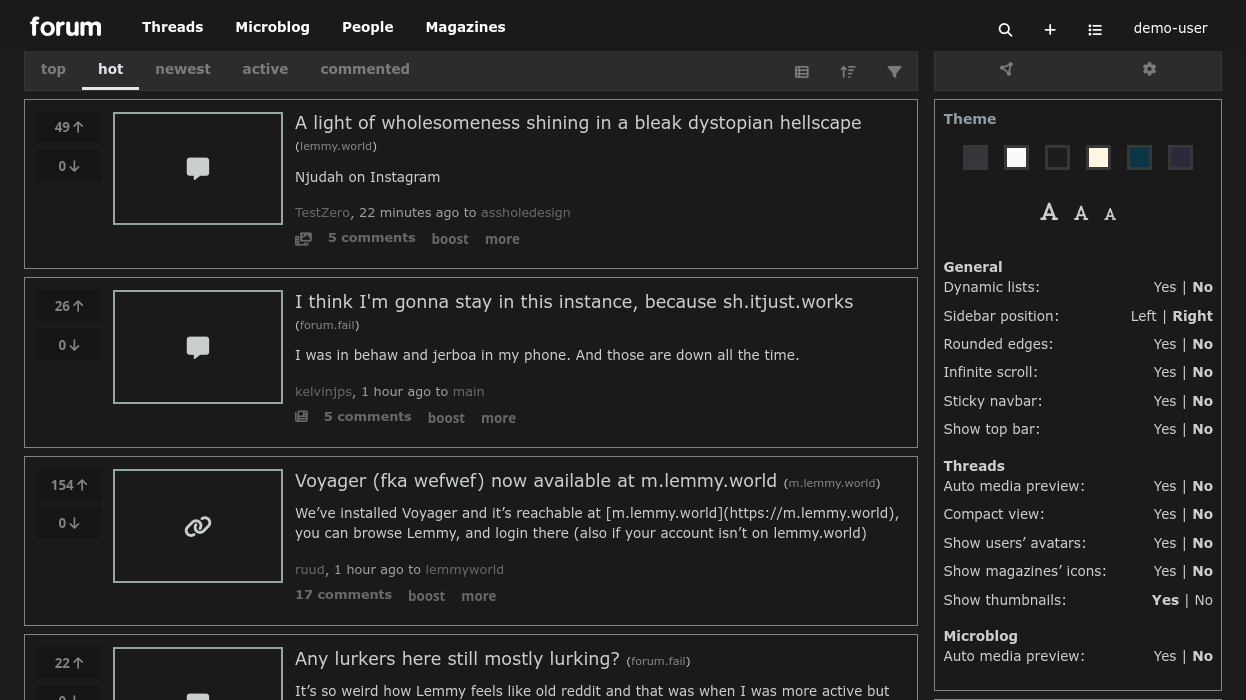 forum Threads Microblog People Magazines demo-user
top hot newest active commented
49
0
A light of wholesomeness shining in a bleak dystopian hellscape
(lemmy.world)
Njudah on Instagram
TestZero, 22 minutes ago to assholedesign
5 comments boost more
26
0
I think I'm gonna stay in this instance, because sh.itjust.works
(forum.fail)
I was in behaw and jerboa in my phone. And those are down all the time.
kelvinjps, 1 hour ago to main
5 comments boost more
154
0
Voyager (fka wefwef) now available at m.lemmy.world (m.lemmy.world)
We’ve installed Voyager and it’s reachable at [m.lemmy.world](https://m.lemmy.world),
you can browse Lemmy, and login there (also if your account isn’t on lemmy.world)
ruud, 1 hour ago to lemmyworld
17 comments boost more
22
0
Any lurkers here still mostly lurking? (forum.fail)
It’s so weird how Lemmy feels like old reddit and that was when I was more active but
Theme
A A A
General
Dynamic lists: Yes | No
Sidebar position: Left | Right
Rounded edges: Yes | No
Infinite scroll: Yes | No
Sticky navbar: Yes | No
Show top bar: Yes | No
Threads
Auto media preview: Yes | No
Compact view: Yes | No
Show users’ avatars: Yes | No
Show magazines’ icons: Yes | No
Show thumbnails: Yes | No
Microblog
Auto media preview: Yes | No